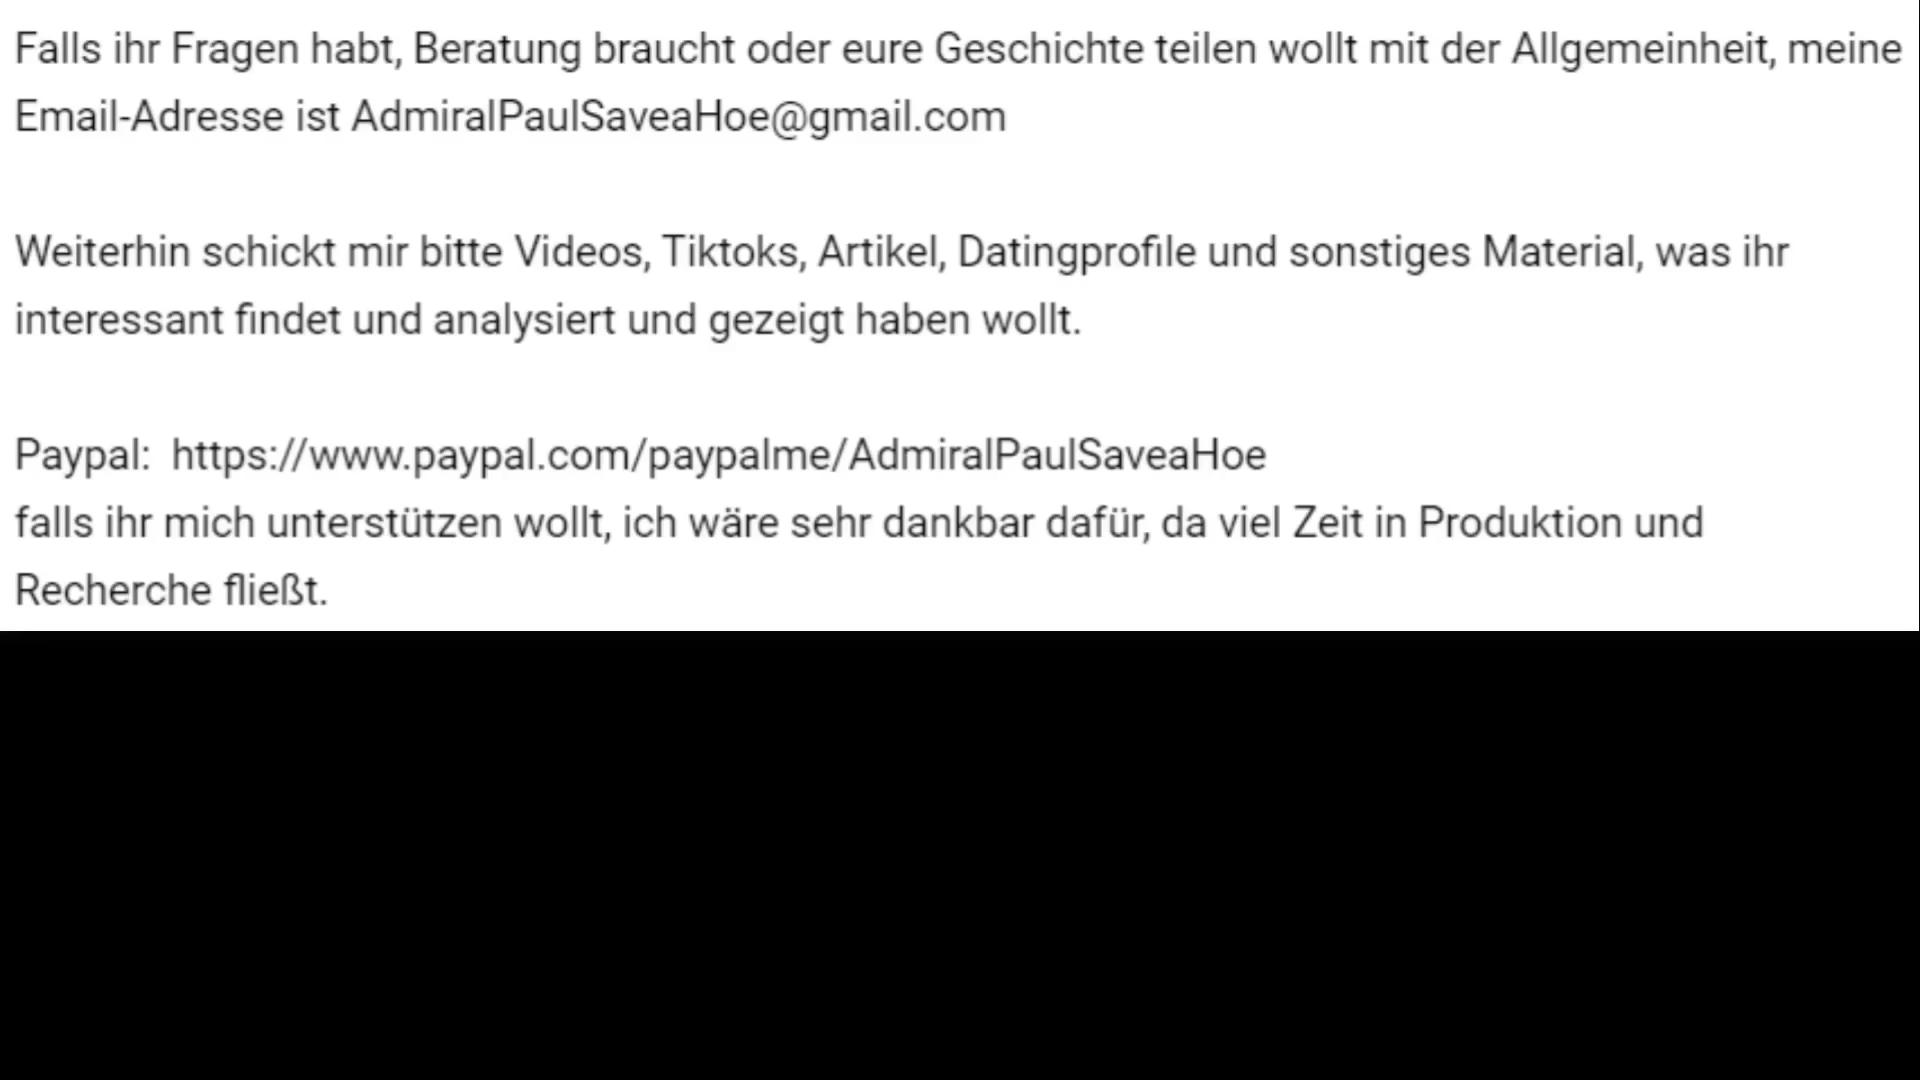 Falls ihr Fragen habt, Beratung braucht oder eure Geschichte teilen wollt mit der Allgemeinheit, meine
Email-Adresse ist AdmiralPaulSaveaHoe@gmail.com
Weiterhin schickt mir bitte Videos, Tiktoks, Artikel, Datingprofile und sonstiges Material, was ihr
interessant findet und analysiert und gezeigt haben wollt.
Paypal:  https://www.paypal.com/paypalme/AdmiralPaulSaveaHoe
falls ihr mich unterstützen wollt, ich wäre sehr dankbar dafür, da viel Zeit in Produktion und
Recherche fließt.